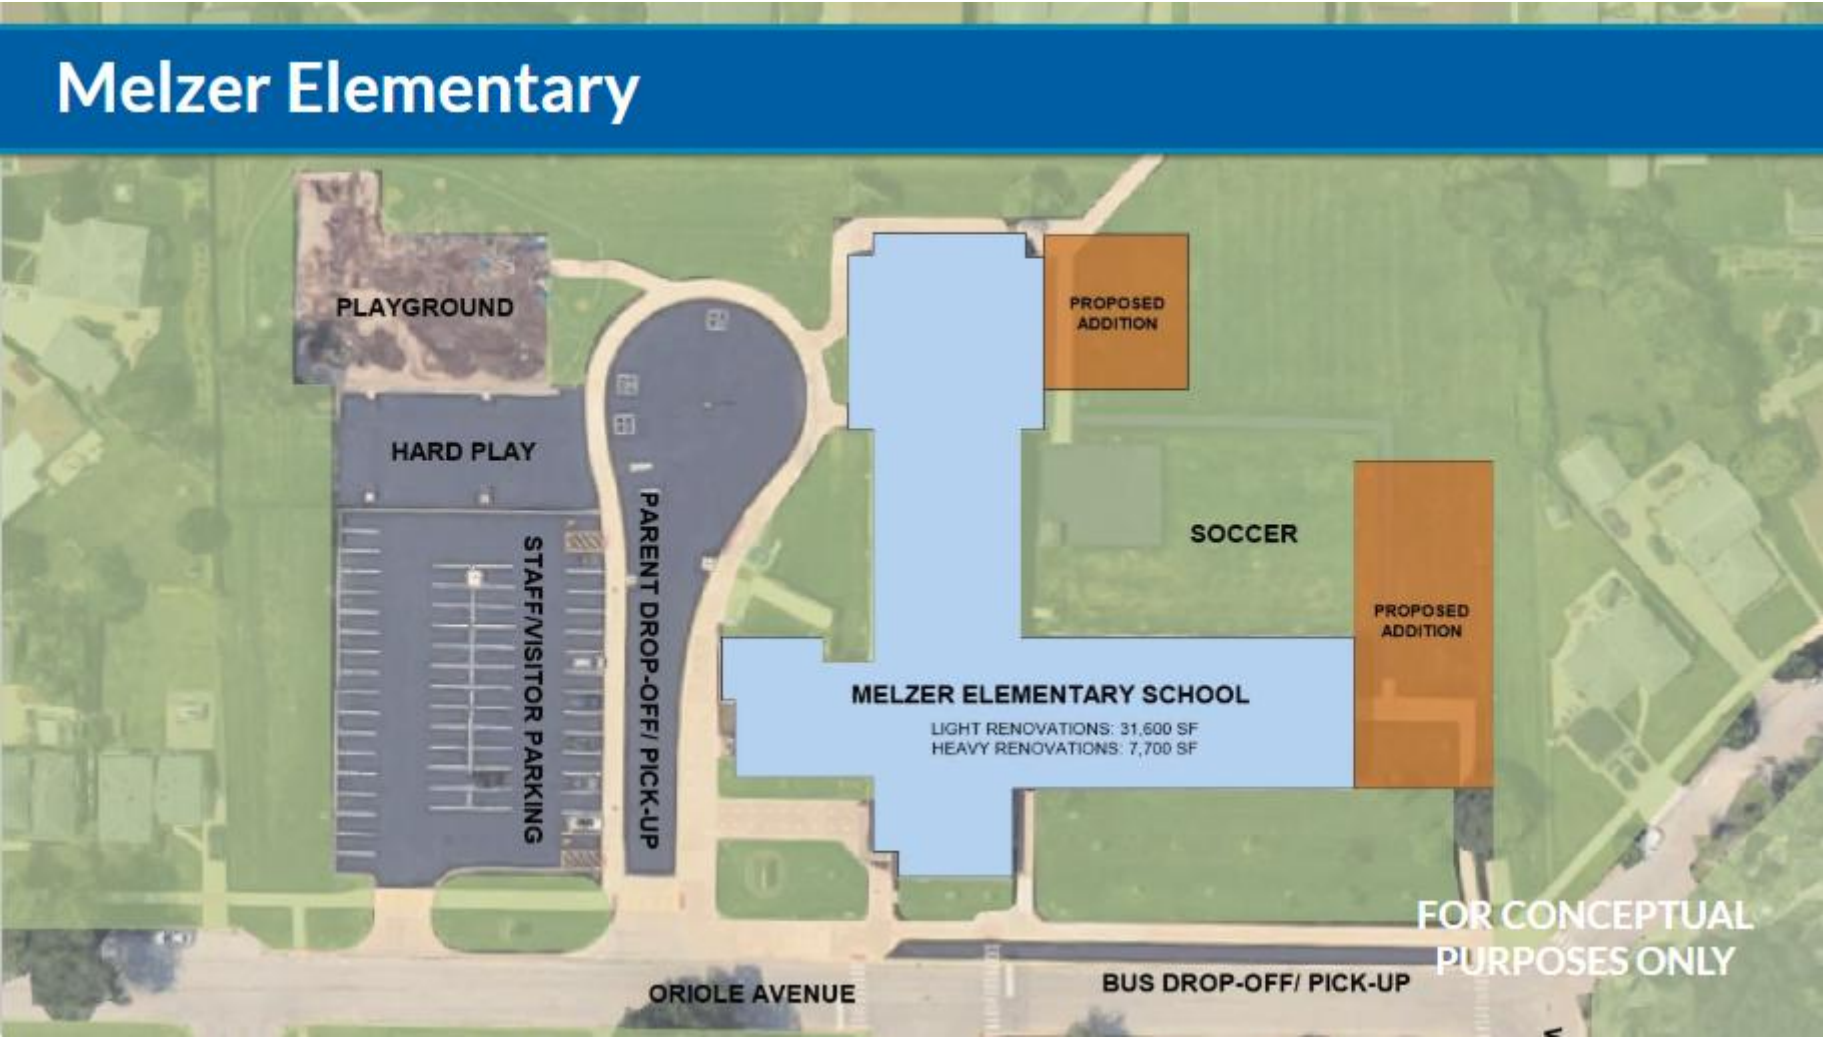 Melzer Elementary
PLAYGROUND
PROPOSED
ADDITION
HARD PLAY
SOCCER
STAFF/VISITOR PARKING
PARENT DROP-OFF/ PICK-UP
PROPOSED
ADDITION
MELZER ELEMENTARY SCHOOL
LIGHT RENOVATIONS: 31,600 SF
HEAVY RENOVATIONS: 7,700 SF
FOR CONCEPTUAL
PURPOSES ONLY
ORIOLE AVENUE
BUS DROP-OFF/ PICK-UP